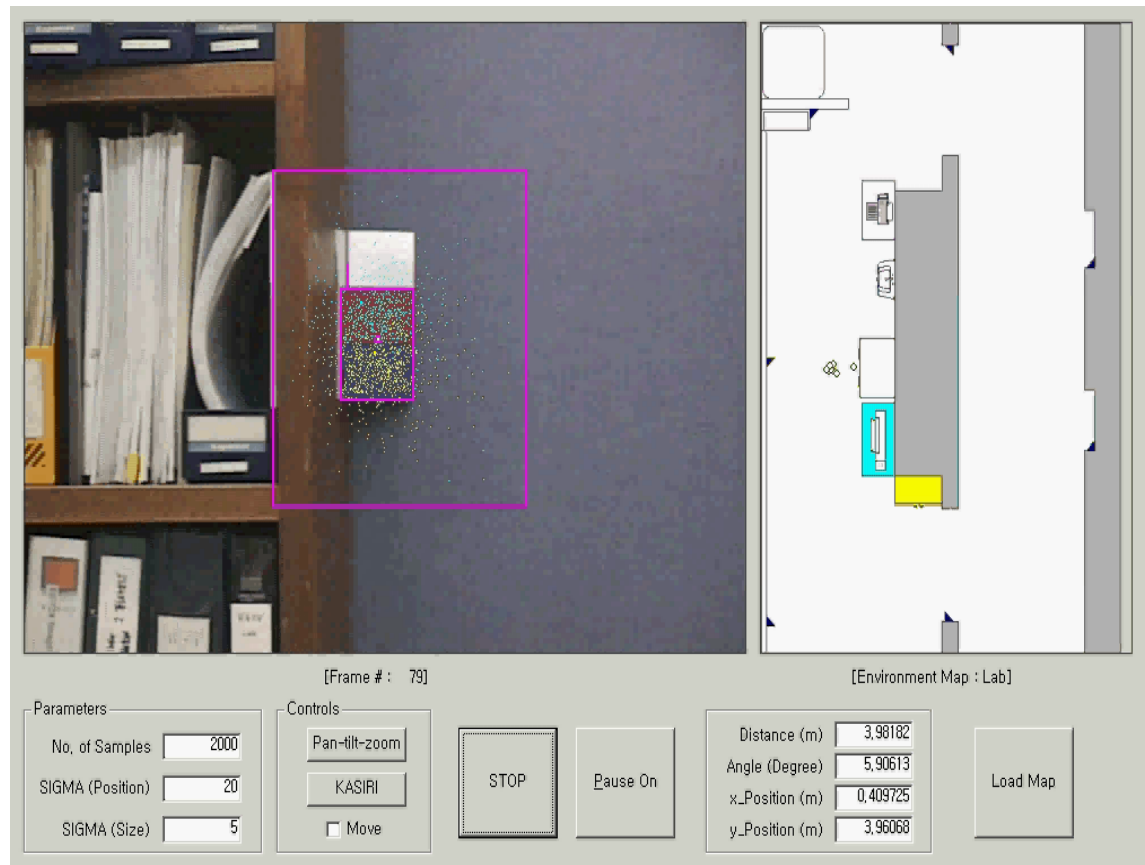 [Frame # : 79]
[Environment Map : Lab]
Parameters
No, of Samples 2000
SIGMA (Position) 20
SIGMA (Size) 5
Controls
Pan-tilt-zoom
KASIRI
Move
STOP
Pause On
Distance (m) 3,98182
Angle (Degree) 5,90613
x_Position (m) 0,409725
y_Position (m) 3,96068
Load Map